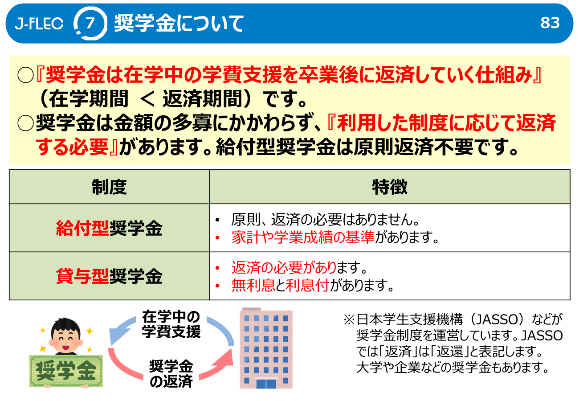 J-FLEC 7 奨学金について 83
○『奨学金は在学中の学費支援を卒業後に返済していく仕組み』
（在学期間 ＜ 返済期間）です。
○奨学金は金額の多寡にかかわらず、『利用した制度に応じて返済
する必要』があります。給付型奨学金は原則返済不要です。
制度 特徴
給付型奨学金
• 原則、返済の必要はありません。
• 家計や学業成績の基準があります。
貸与型奨学金
• 返済の必要があります。
• 無利息と利息付があります。
在学中の
学費支援
奨学金
奨学金
の返済
※日本学生支援機構（JASSO）などが
奨学金制度を運営しています。JASSO
では「返済」は「返還」と表記します。
大学や企業などの奨学金もあります。